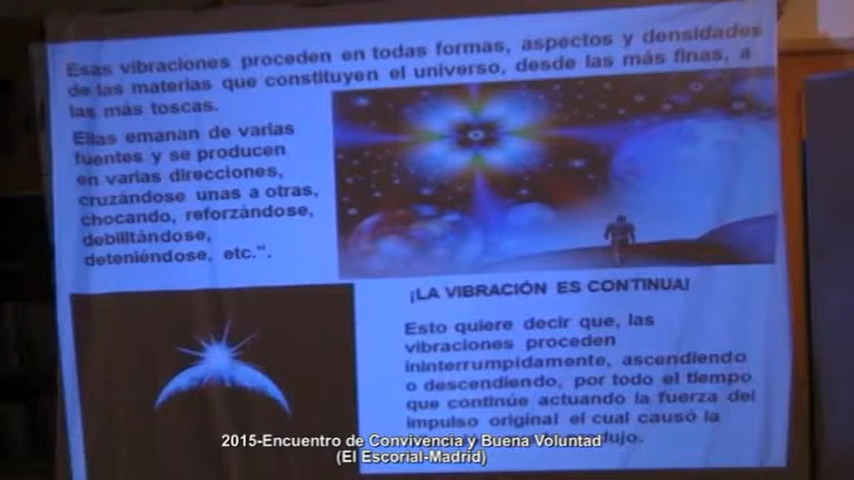 Esas vibraciones proceden en todas formas, aspectos y densidades
de las materias que constituyen el universo, desde las más finas, a
las más toscas.
Ellas emanan de varias
fuentes y se producen
en varias direcciones,
cruzándose unas a otras,
chocando, reforzándose,
debilitándose,
deteniéndose, etc.".
¡LA VIBRACIÓN ES CONTINUA!
Esto quiere decir que, las
vibraciones proceden
ininterrumpidamente, ascendiendo
o descendiendo, por todo el tiempo
que continúe actuando la fuerza del
impulso original el cual causó la
dujo.
2015-Encuentro de Convivencia y Buena Voluntad
(El Escorial-Madrid)